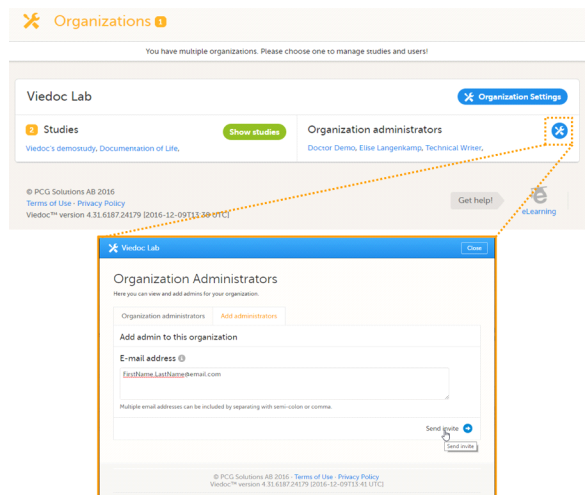 Organizations 1
You have multiple organizations. Please choose one to manage studies and users!
Viedoc Lab
Organization Settings
2 Studies
Show studies
Viedoc's demostudy, Documentation of Life,
Organization administrators
Doctor Demo, Elise Langenkamp, Technical Writer,
© PCG Solutions AB 2016
Terms of Use - Privacy Policy
Viedoc™ version 4.31.6187.24179 [2016-12-09T13:39 UTC]
Get help!
eLearning
Viedoc Lab
Close
Organization Administrators
Here you can view and add admins for your organization.
Organization administrators
Add administrators
Add admin to this organization
E-mail address
FirstName.LastName@email.com
Multiple email addresses can be included by separating with semi-colon or comma.
Send invite
Send invite
© PCG Solutions AB 2016 - Terms of Use - Privacy Policy
Viedoc™ version 4.31.6187.24179 [2016-12-09T13:41 UTC]